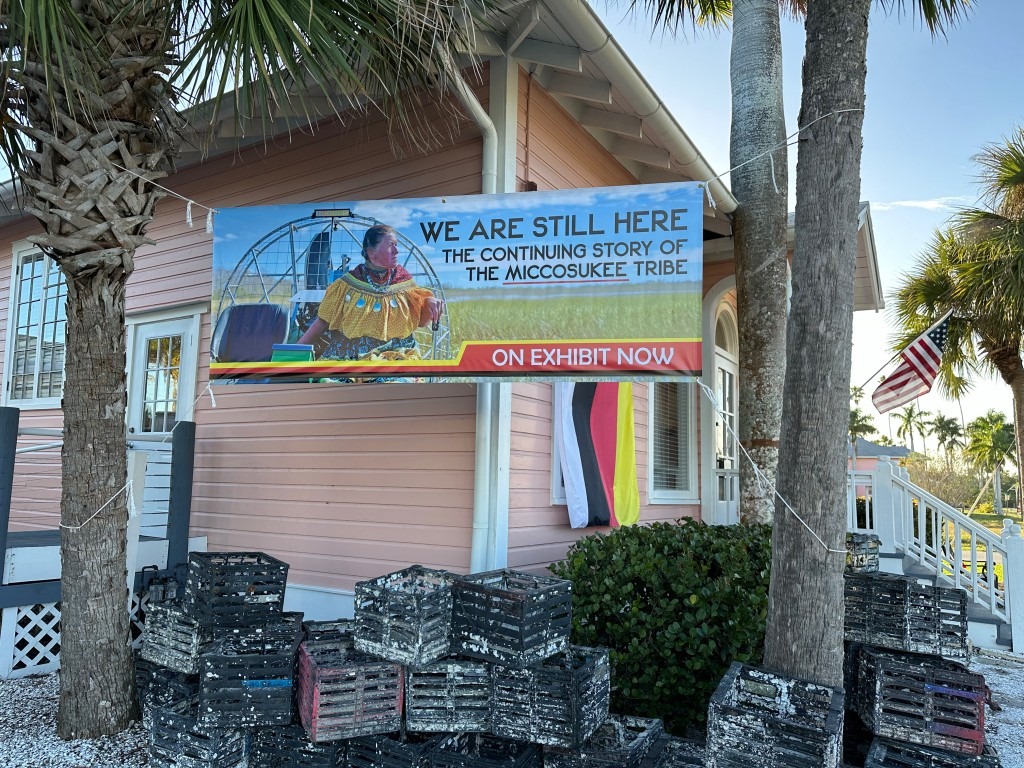 WE ARE STILL HERE
THE CONTINUING STORY OF
THE MICCOSUKEE TRIBE
ON EXHIBIT NOW